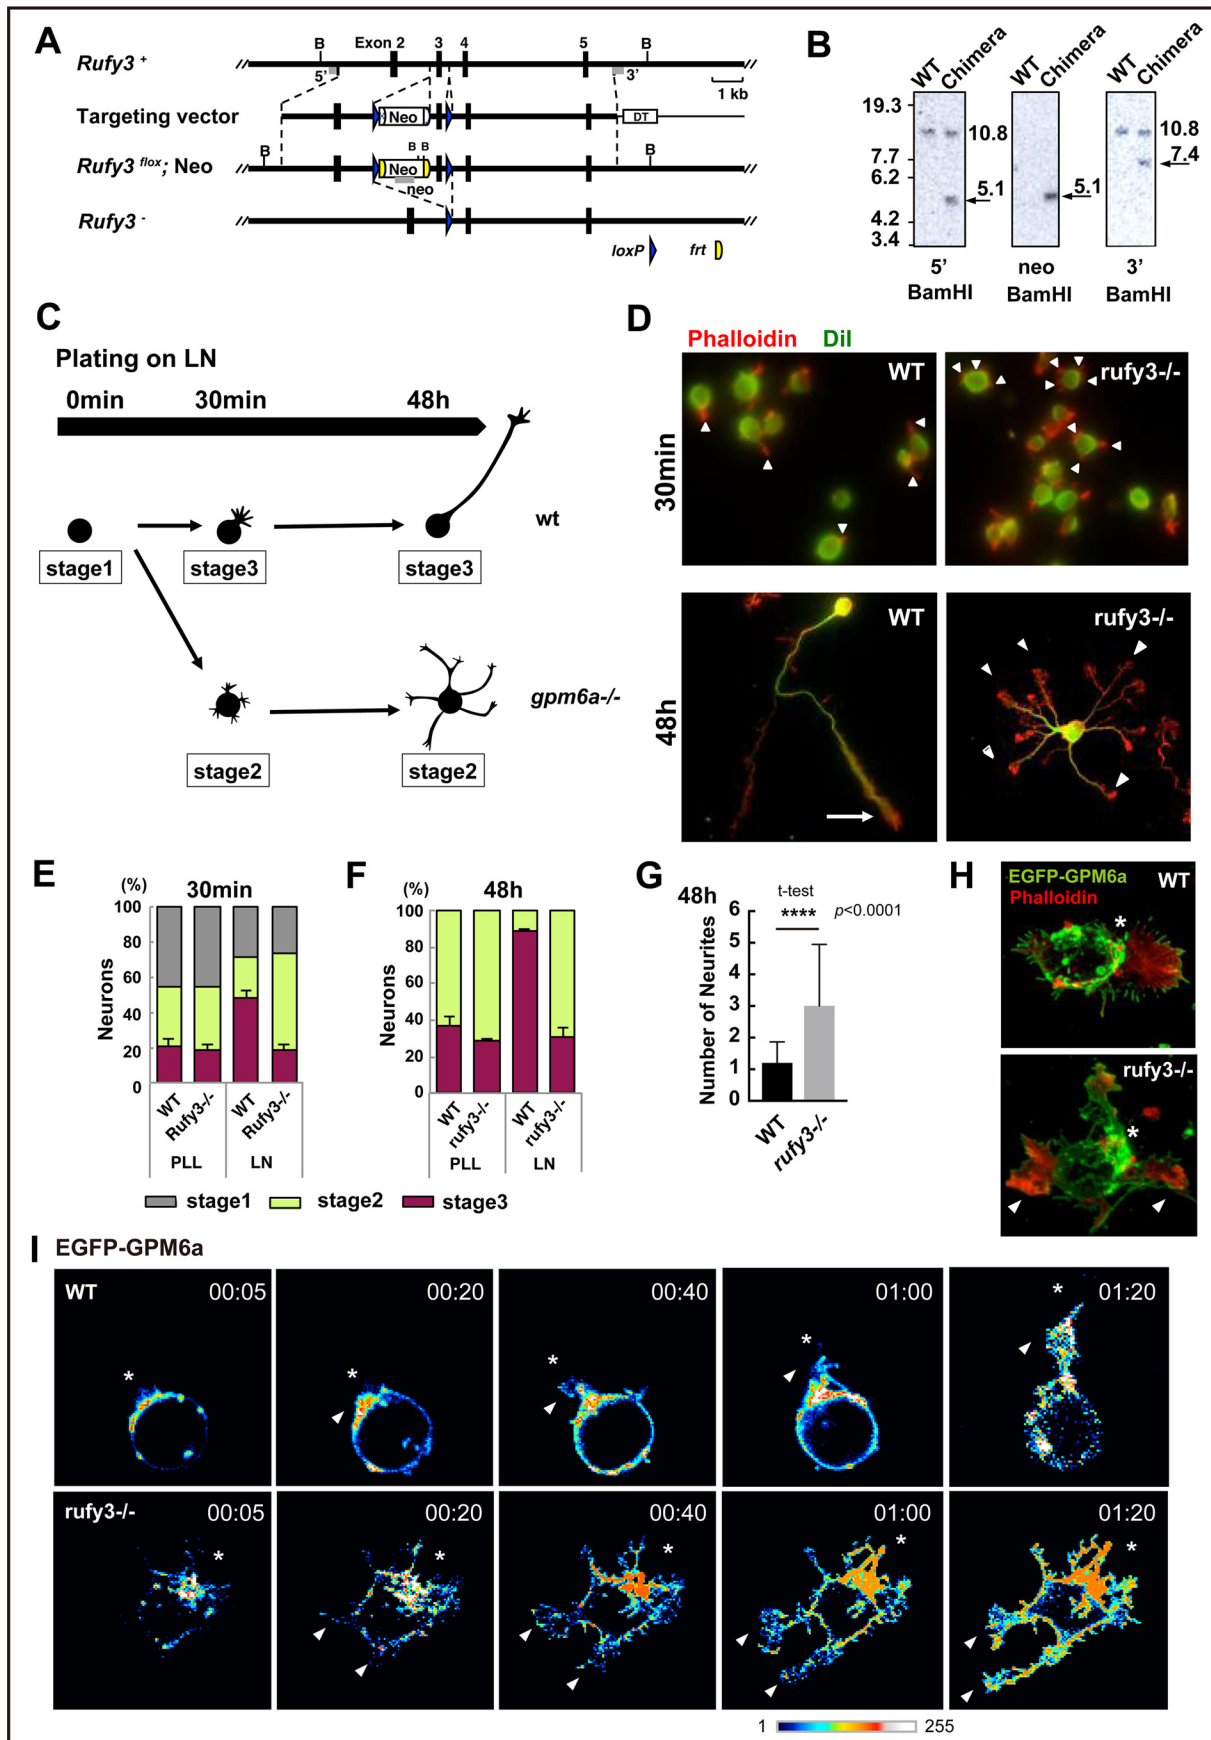 A
B Exon 2 3 4 5 B
Rufy3 +
5’ 3’
1 kb
Targeting vector
Neo
DT
B B B B
Rufy3 flox; Neo
Neo
neo
Rufy3 -
loxP frt
B
WT Chimera WT Chimera WT Chimera
19.3
7.7
6.2
4.2
3.4
10.8
5.1
5.1
10.8
7.4
5’ neo 3’
BamHI BamHI BamHI
C
Plating on LN
0min 30min 48h
wt
stage1 stage3 stage3
gpm6a-/-
stage2 stage2
D
Phalloidin DiI
30min
WT rufy3-/-
48h
WT rufy3-/-
E
(%) 30min
100
80
60
40
20
0
Neurons
WT Rufy3-/- WT Rufy3-/-
PLL LN
F
(%) 48h
100
80
60
40
20
0
Neurons
WT rufy3-/- WT rufy3-/-
PLL LN
stage1 stage2 stage3
G
48h t-test
**** p<0.0001
6
5
4
3
2
1
0
Number of Neurites
WT rufy3-/-
H
EGFP-GPM6a WT
Phalloidin
*
rufy3-/-
*
I EGFP-GPM6a
WT 00:05 00:20 00:40 01:00 01:20
* * * * *
rufy3-/- 00:05 00:20 00:40 01:00 01:20
* * * * *
1 255